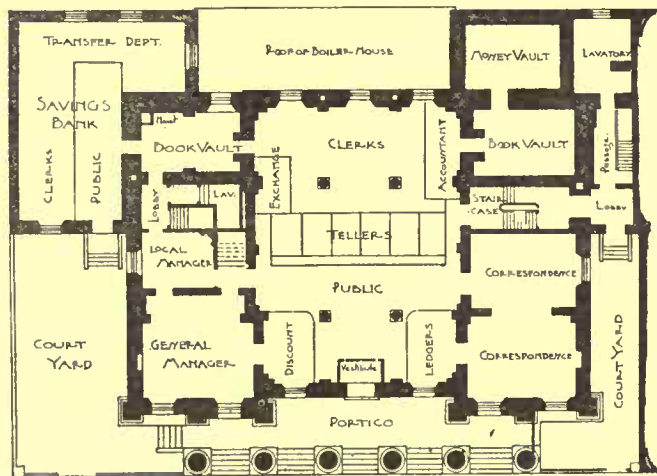 TRANSFER DEPT.
ROOF OF BOILER HOUSE
MONEY VAULT
LAVATORY
SAVINGS
BANK
CLERKS
PUBLIC
Hoist
BOOK VAULT
CLERKS
ACCOUNTANT
BOOK VAULT
Passage
EXCHANGE
LOBBY
LAV.
STAIR
CASE
LOBBY
TELLERS
LOCAL
MANAGER
PUBLIC
CORRESPONDENCE
COURT
YARD
GENERAL
MANAGER
DISCOUNT
Vestibule
LEDGERS
CORRESPONDENCE
COURT YARD
PORTICO